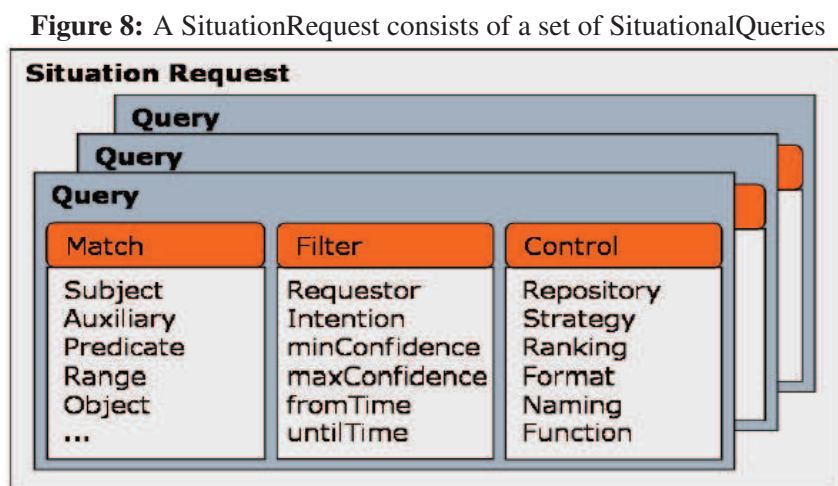 Figure 8: A SituationRequest consists of a set of SituationalQueries
Situation Request
Query
Query
Query
Match
Subject
Auxiliary
Predicate
Range
Object
...
Filter
Requestor
Intention
minConfidence
maxConfidence
fromTime
untilTime
Control
Repository
Strategy
Ranking
Format
Naming
Function